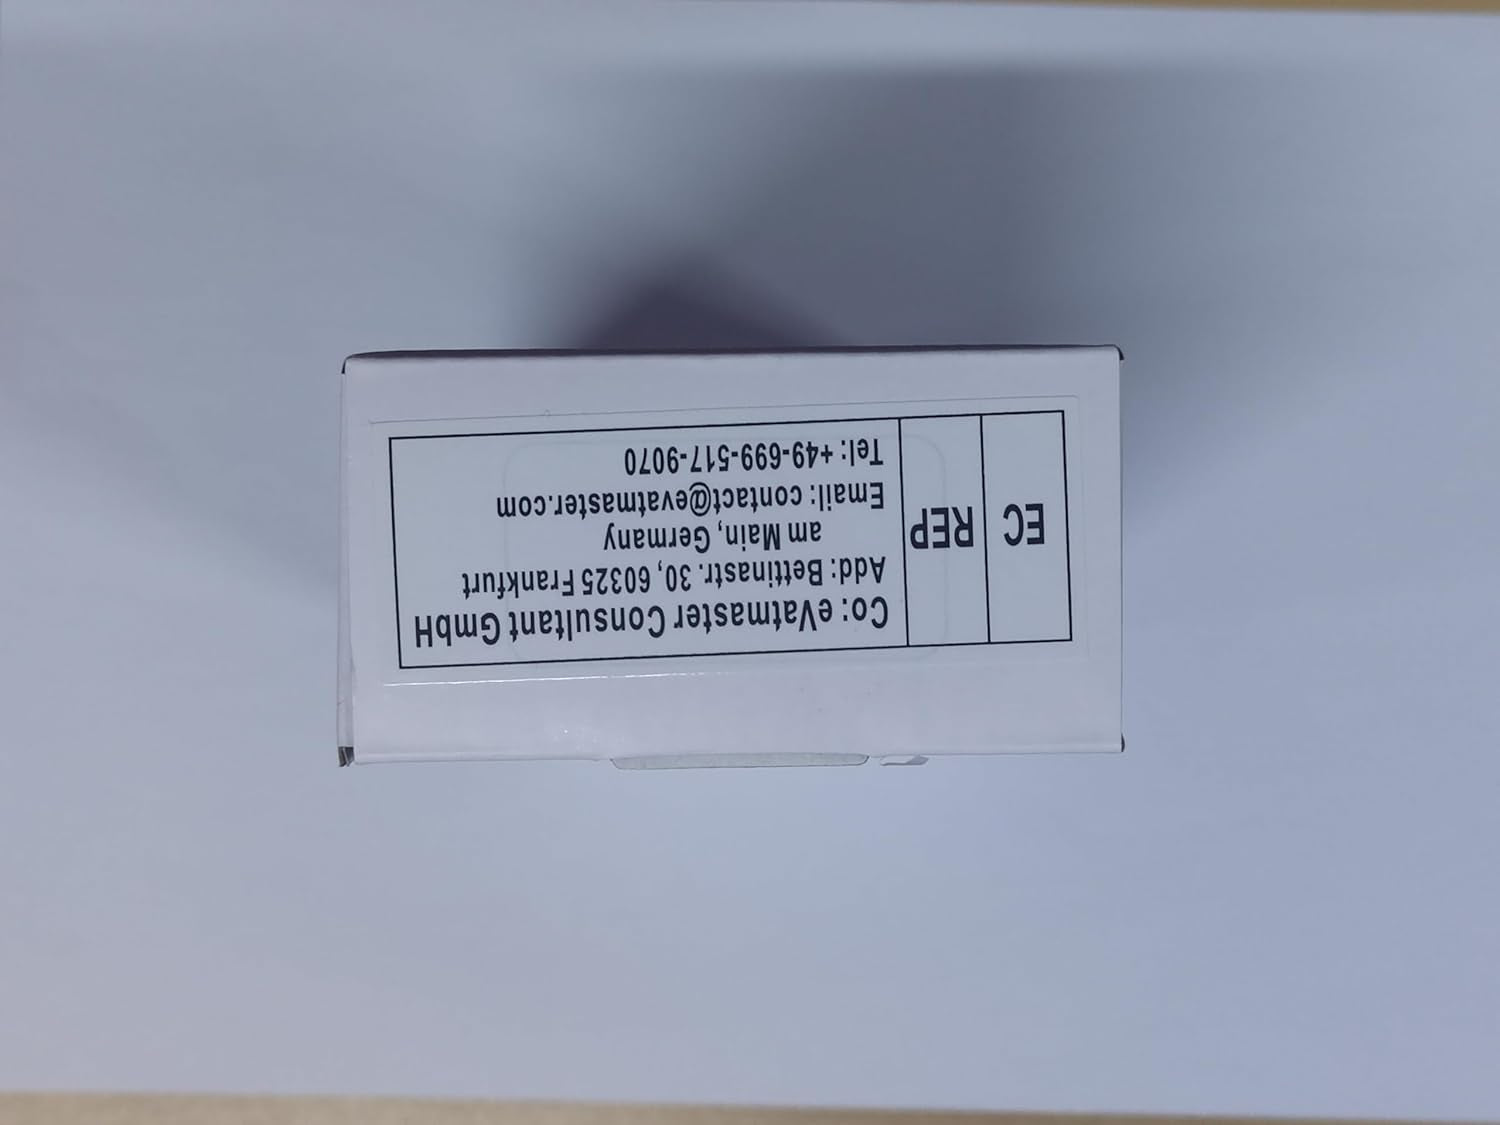 EC
REP
Co: eVatmaster Consultant GmbH
Add: Bettinastr. 30, 60325 Frankfurt
am Main, Germany
Email: contact@evatmaster.com
Tel: +49-699-517-9070